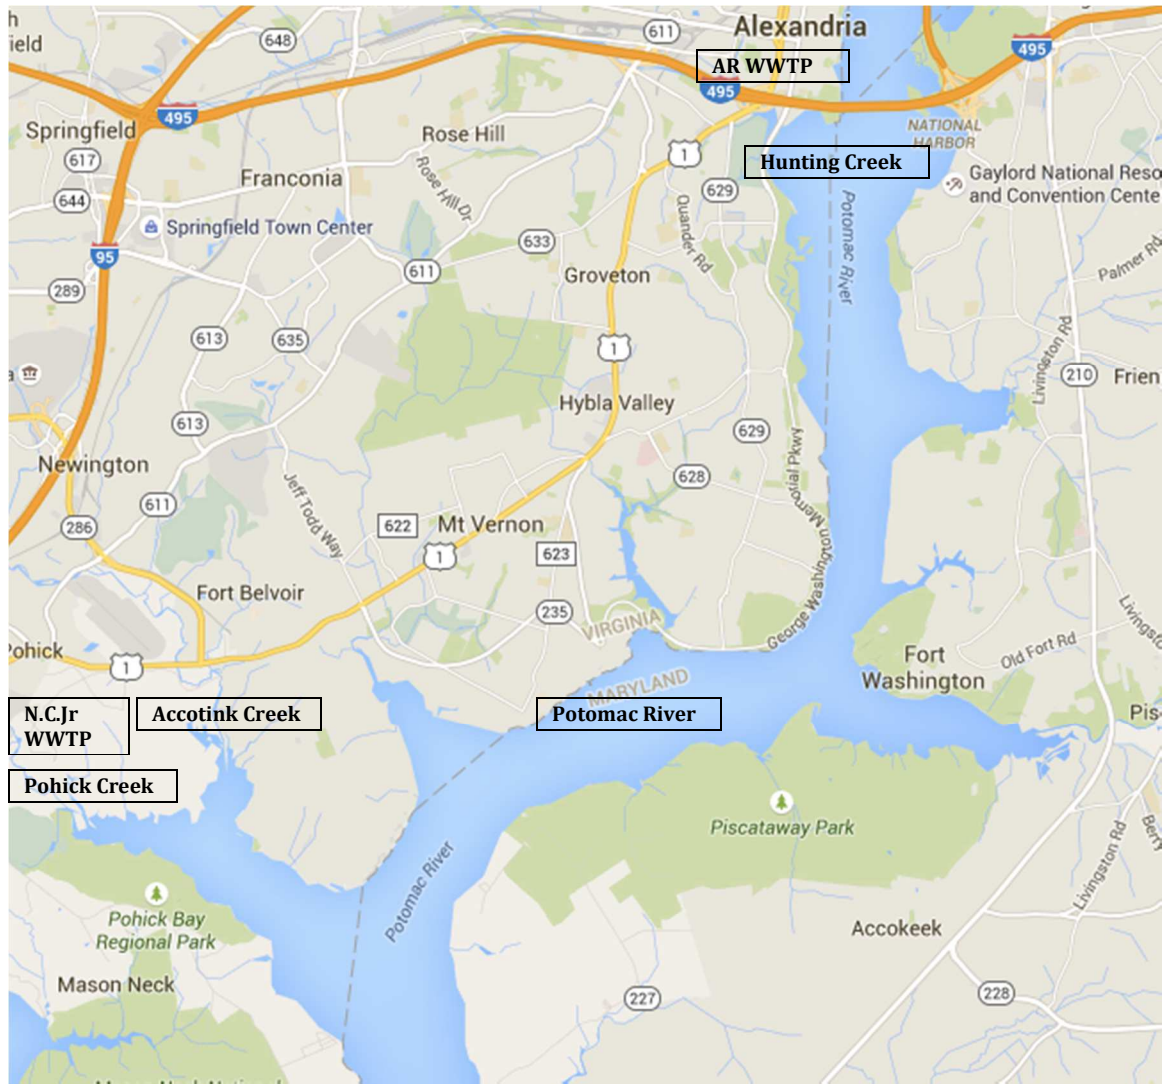 h
field
648
611
Alexandria
495
AR WWTP
495
495
Springfield
617
Rose Hill
1
NATIONAL
HARBOR
Hunting Creek
644
Franconia
Rose Hill Dr
629
Gaylord National Reso
and Convention Cente
Springfield Town Center
Quander Rd
Potomac River
95
633
611
Groveton
Palmer Rd
289
613
635
1
Livingston Rd
a
210
Frien
Hybla Valley
613
629
Newington
628
611
Jeff Todd Way
George Washington Memorial Pkwy
286
622
Mt Vernon
1
623
Fort Belvoir
235
VIRGINIA
Livingsto
Pohick
1
Old Fort Rd
Fort
Washington
MARYLAND
N.C.Jr
WWTP
Accotink Creek
Potomac River
Pis
Pohick Creek
Piscataway Park
Berry
Livingston Rd
Potomac River
Pohick Bay
Regional Park
Accokeek
Mason Neck
227
228